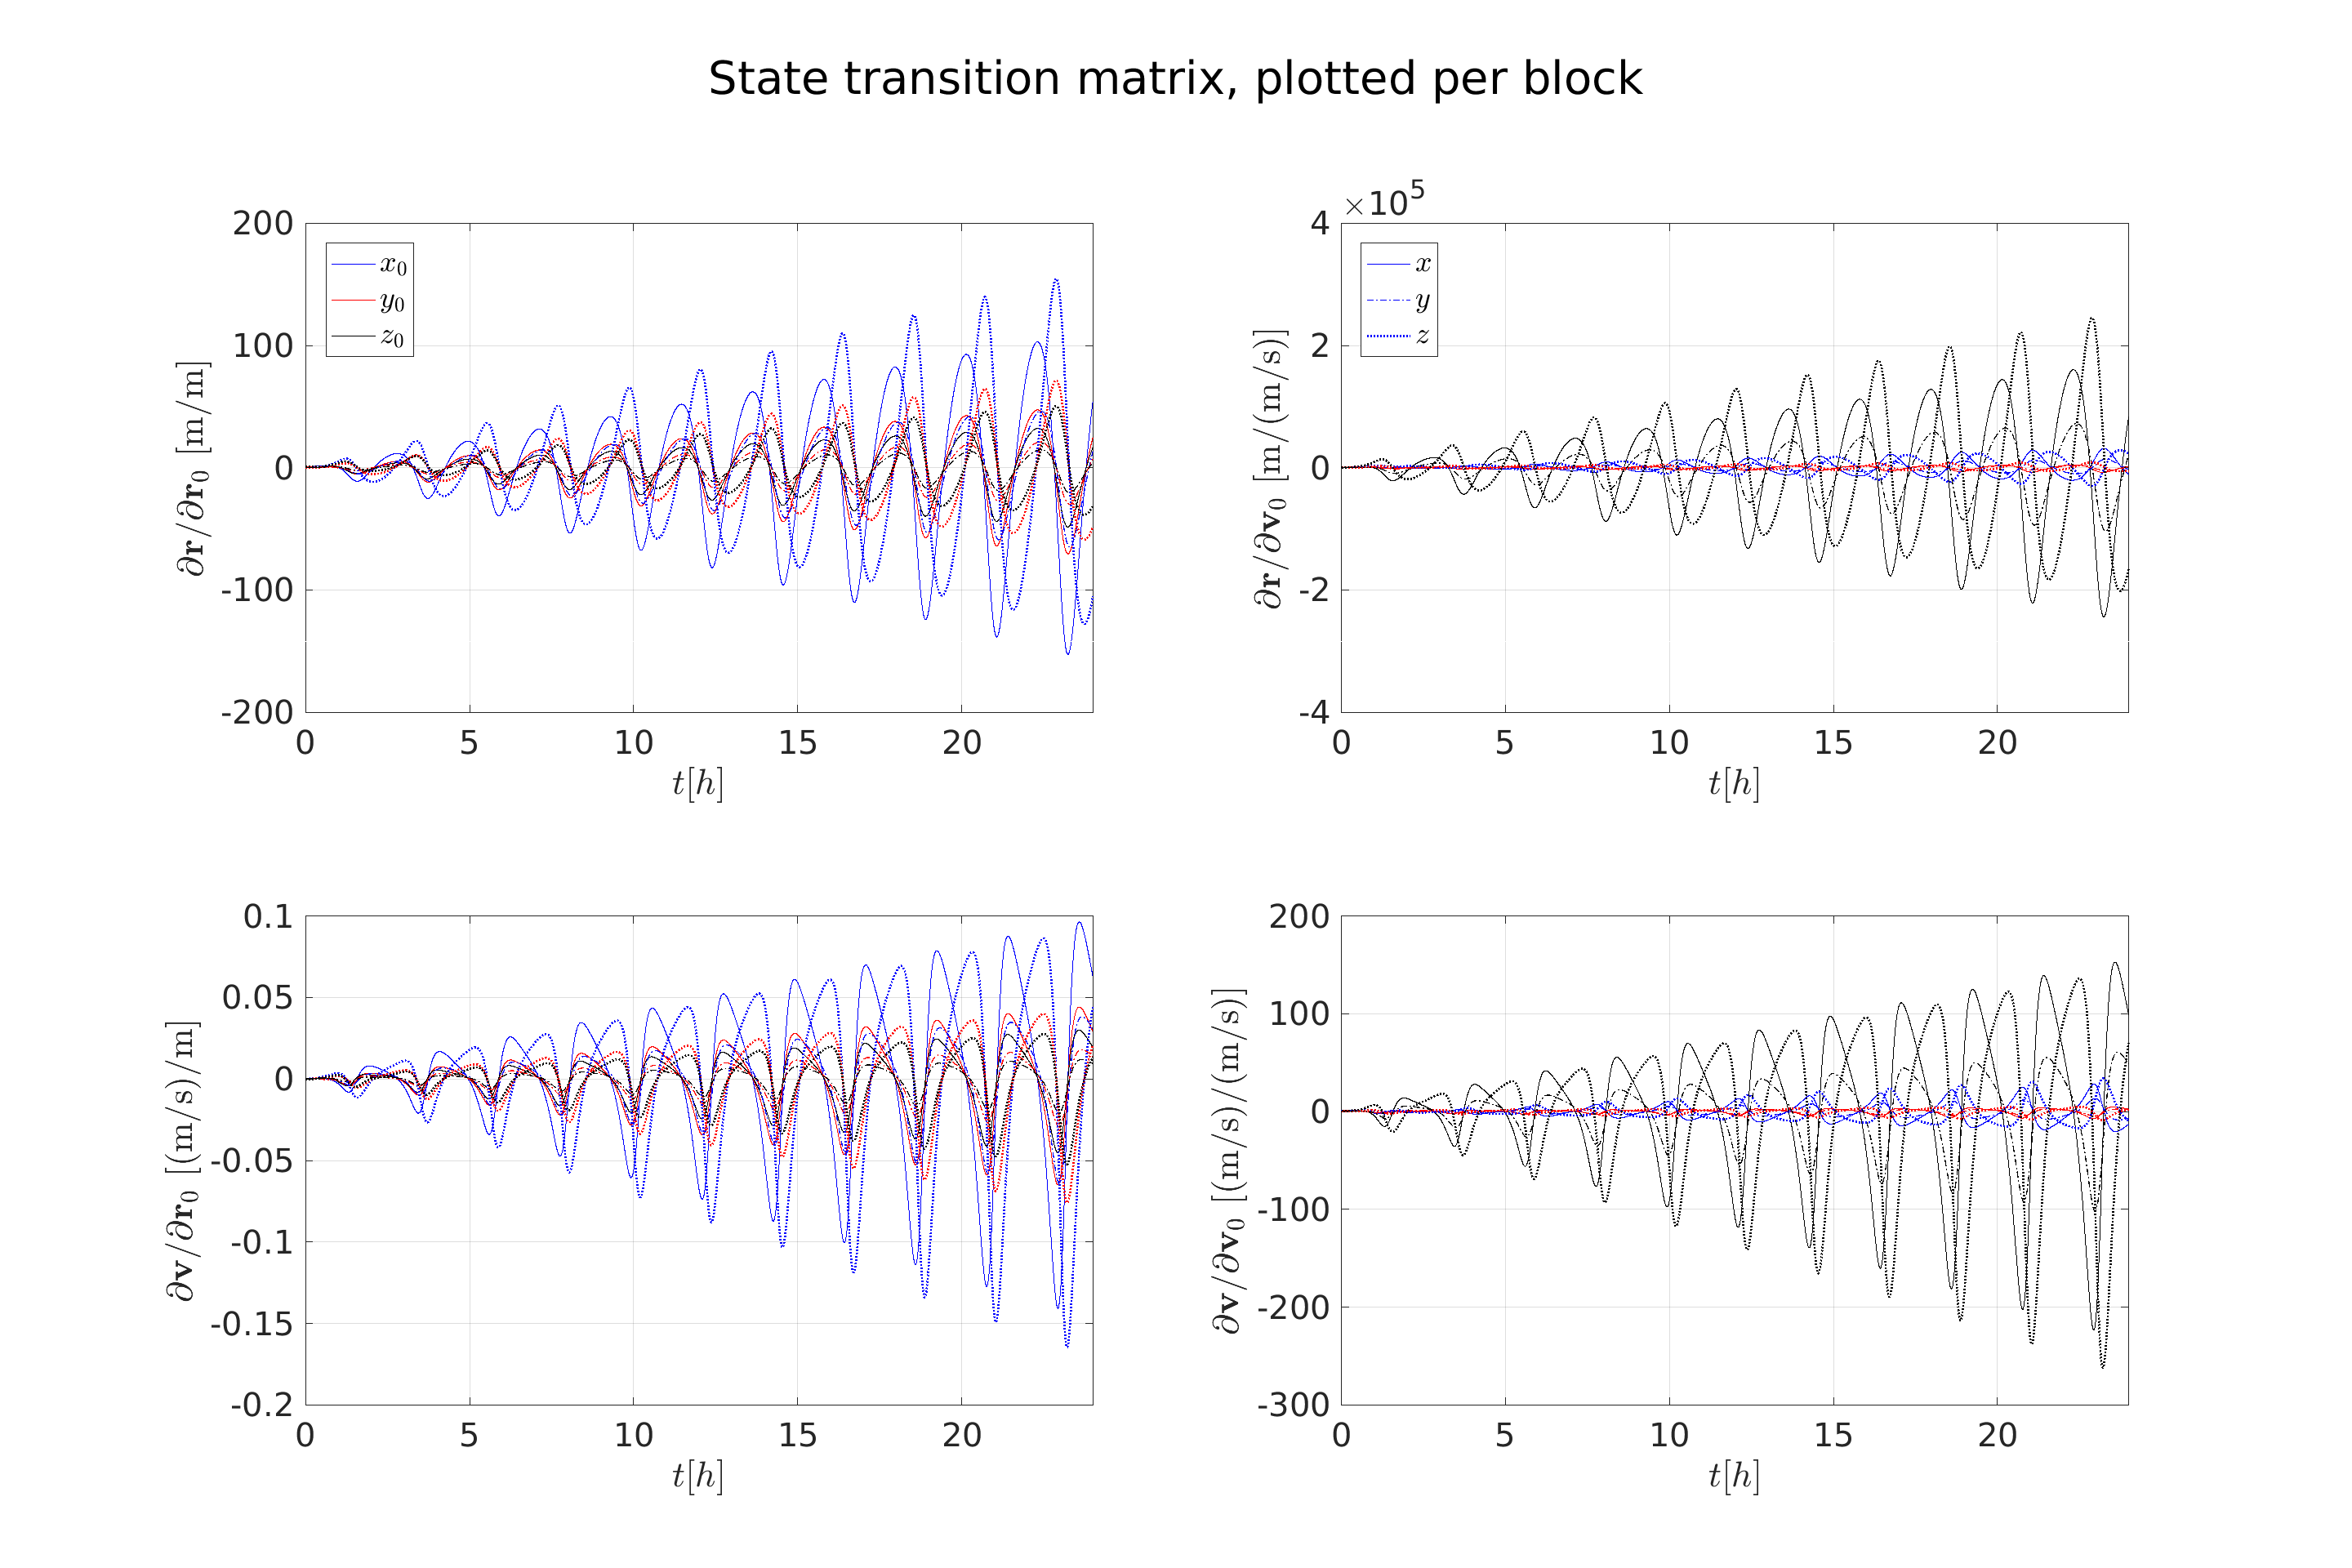 State transition matrix, plotted per block
200
100
0
-100
-200
0 5 10 15 20
t[h]
∂r/∂r₀ [m/m]
x₀
y₀
z₀
×10⁵
4
2
0
-2
-4
0 5 10 15 20
t[h]
∂r/∂v₀ [m/(m/s)]
x
y
z
0.1
0.05
0
-0.05
-0.1
-0.15
-0.2
0 5 10 15 20
t[h]
∂v/∂r₀ [(m/s)/m]
200
100
0
-100
-200
-300
0 5 10 15 20
t[h]
∂v/∂v₀ [(m/s)/(m/s)]